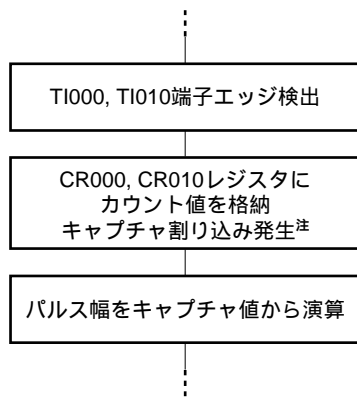 TI000, TI010端子エッジ検出
CR000, CR010レジスタに
カウント値を格納
キャプチャ割り込み発生注
パルス幅をキャプチャ値から演算